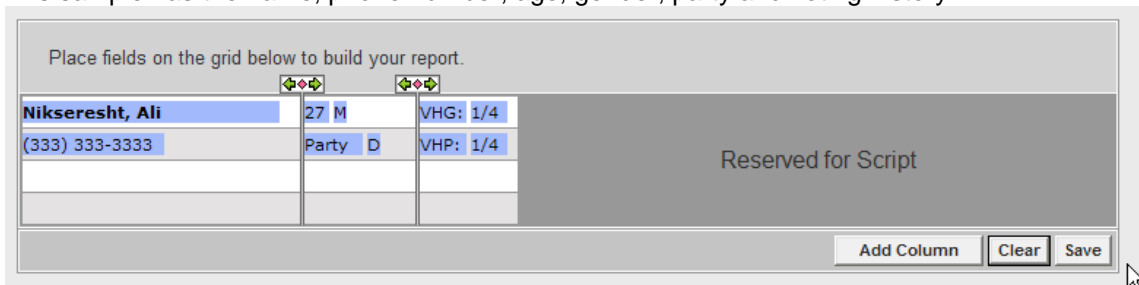 Place fields on the grid below to build your report.
Nikseresht, Ali 27 M VHG: 1/4
(333) 333-3333 Party D VHP: 1/4
Reserved for Script
Add Column Clear Save